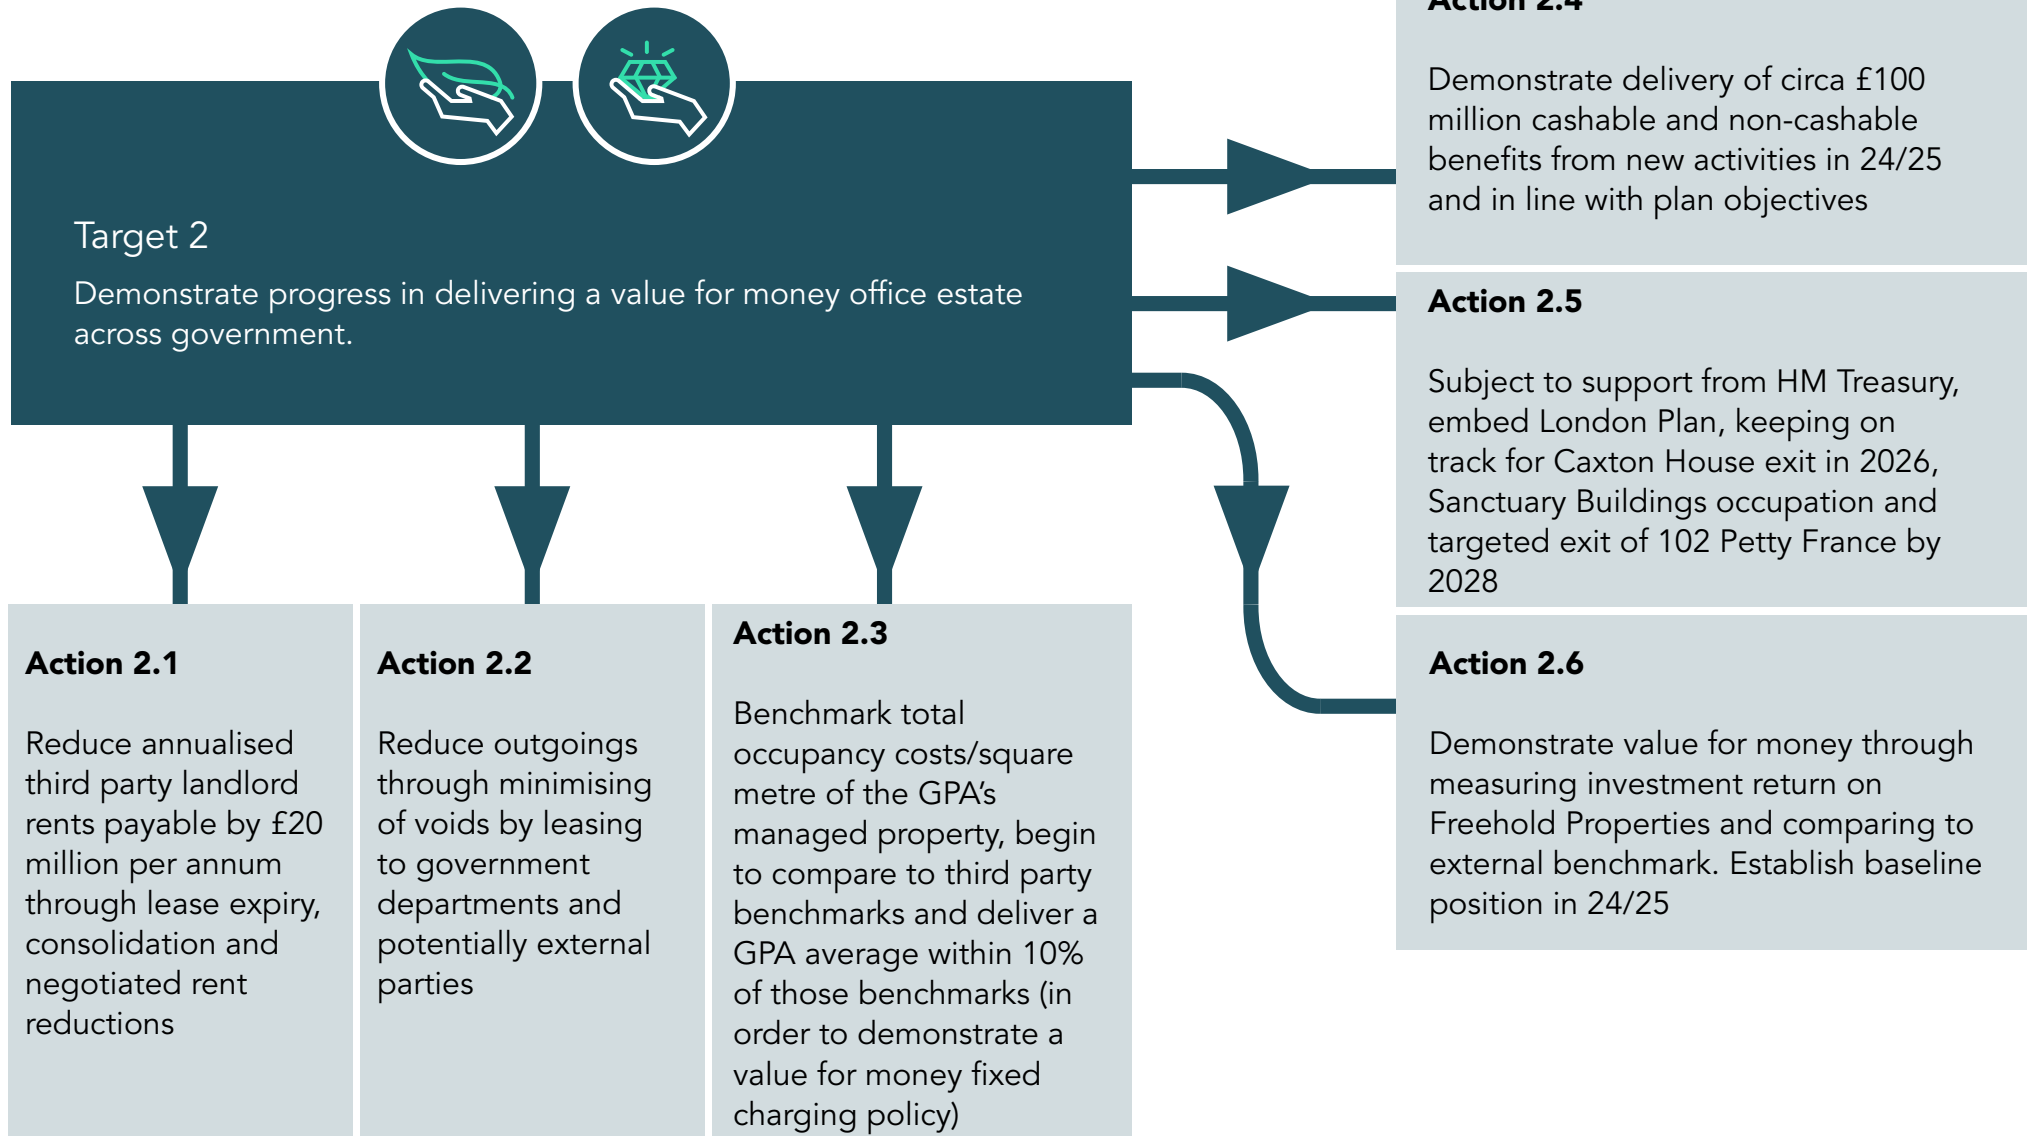 Target 2
Demonstrate progress in delivering a value for money office estate
across government.
Action 2.1
Reduce annualised
third party landlord
rents payable by £20
million per annum
through lease expiry,
consolidation and
negotiated rent
reductions
Action 2.2
Reduce outgoings
through minimising
of voids by leasing
to government
departments and
potentially external
parties
Action 2.3
Benchmark total
occupancy costs/square
metre of the GPA’s
managed property, begin
to compare to third party
benchmarks and deliver a
GPA average within 10%
of those benchmarks (in
order to demonstrate a
value for money fixed
charging policy)
Action 2.4
Demonstrate delivery of circa £100
million cashable and non-cashable
benefits from new activities in 24/25
and in line with plan objectives
Action 2.5
Subject to support from HM Treasury,
embed London Plan, keeping on
track for Caxton House exit in 2026,
Sanctuary Buildings occupation and
targeted exit of 102 Petty France by
2028
Action 2.6
Demonstrate value for money through
measuring investment return on
Freehold Properties and comparing to
external benchmark. Establish baseline
position in 24/25